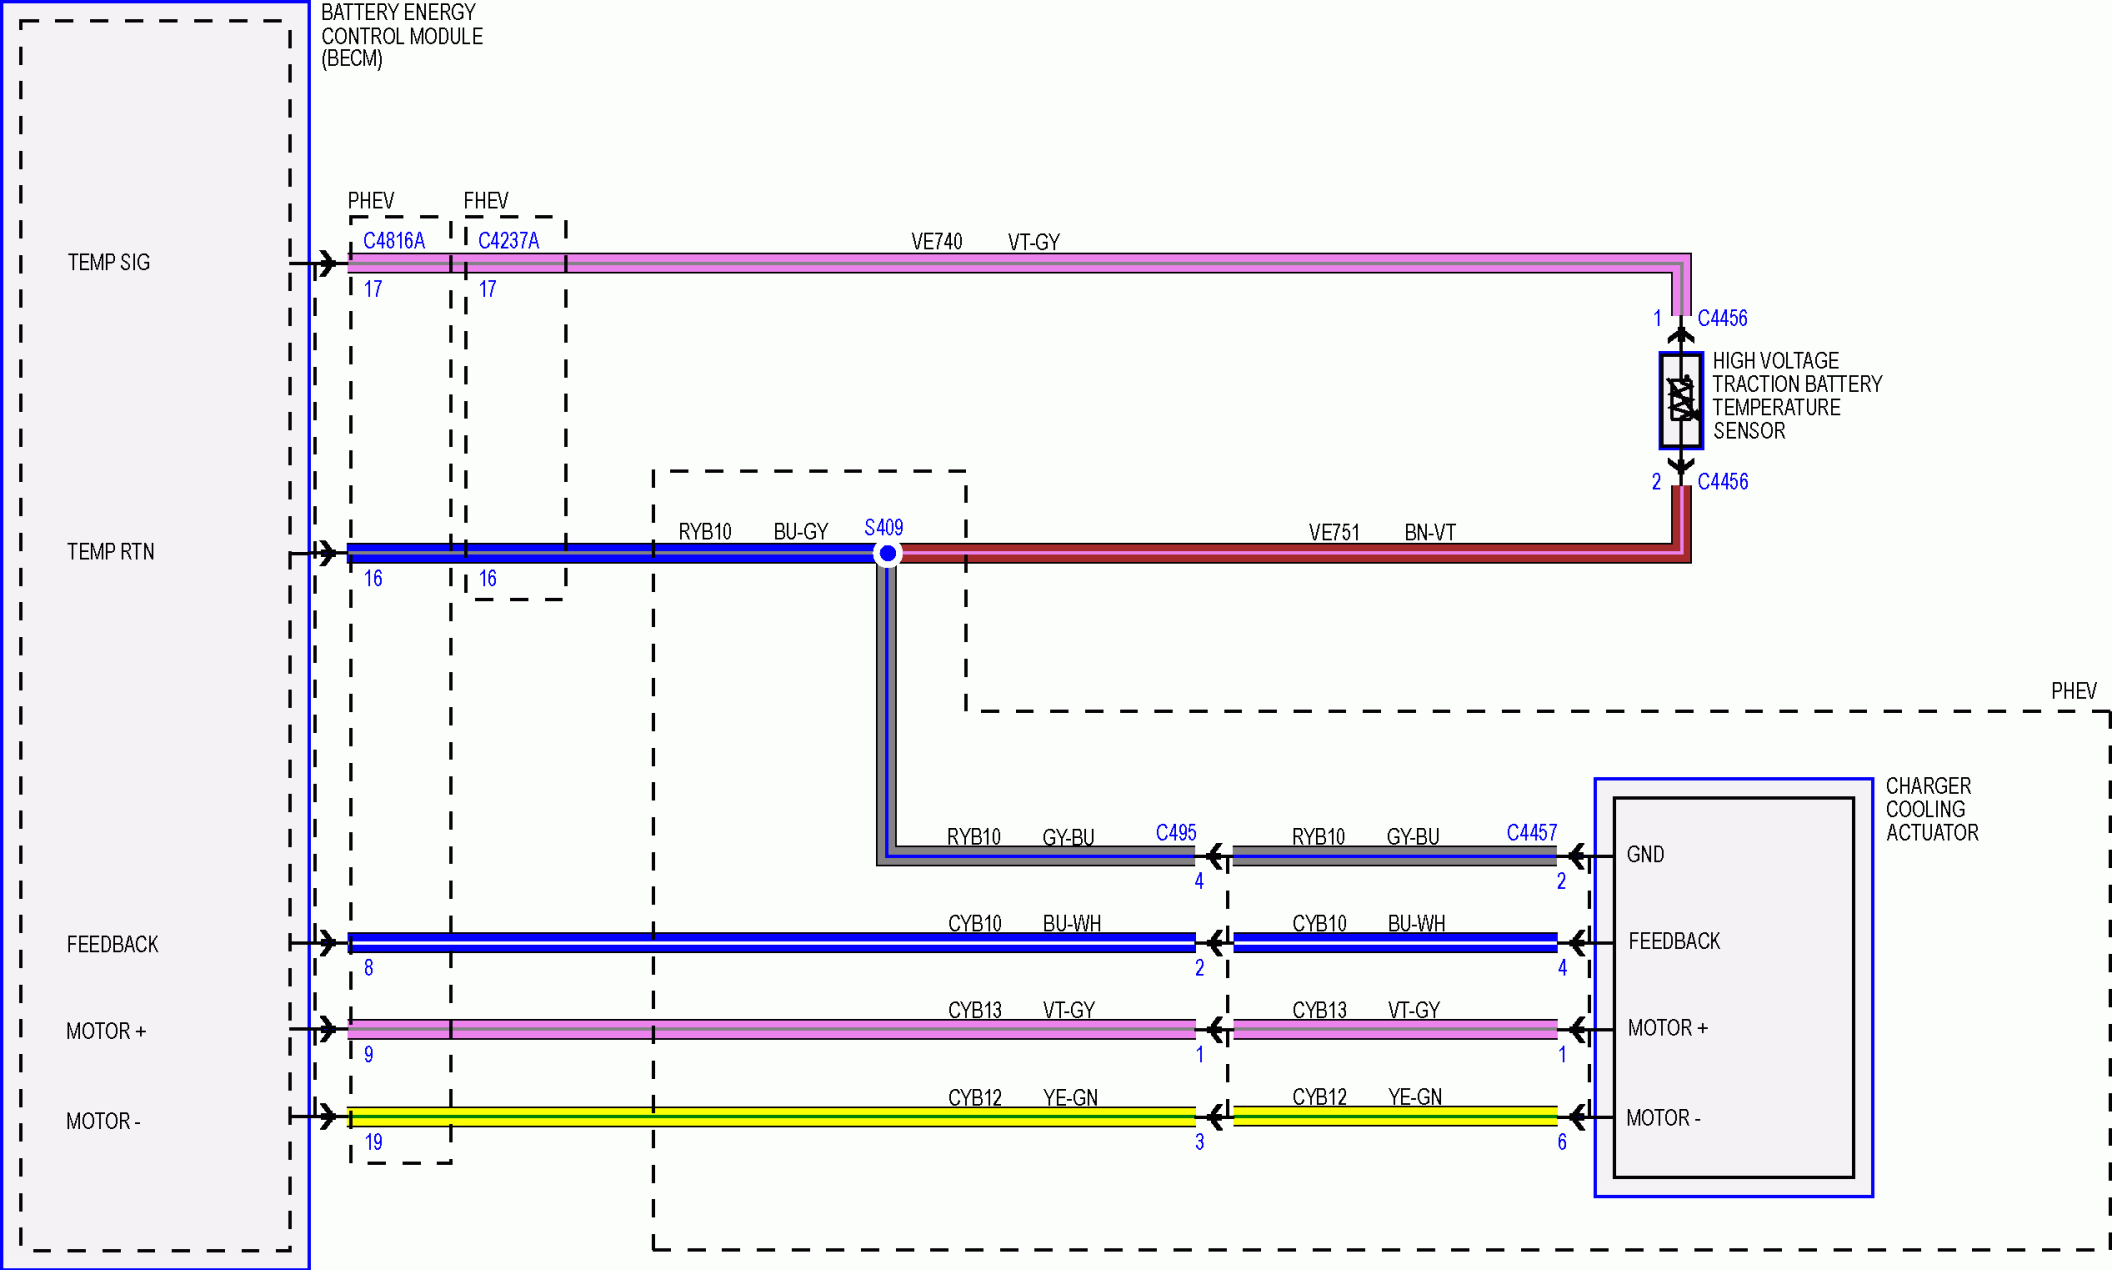 BATTERY ENERGY
CONTROL MODULE
(BECM)
PHEV
FHEV
C4816A
C4237A
VE740
VT-GY
TEMP SIG
17
17
1
C4456
HIGH VOLTAGE
TRACTION BATTERY
TEMPERATURE
SENSOR
2
C4456
RYB10
BU-GY
S409
VE751
BN-VT
TEMP RTN
16
16
PHEV
CHARGER
COOLING
ACTUATOR
RYB10
GY-BU
C495
RYB10
GY-BU
C4457
GND
4
2
CYB10
BU-WH
CYB10
BU-WH
FEEDBACK
FEEDBACK
8
2
4
CYB13
VT-GY
CYB13
VT-GY
MOTOR +
MOTOR +
9
1
1
CYB12
YE-GN
CYB12
YE-GN
MOTOR -
MOTOR -
19
3
6